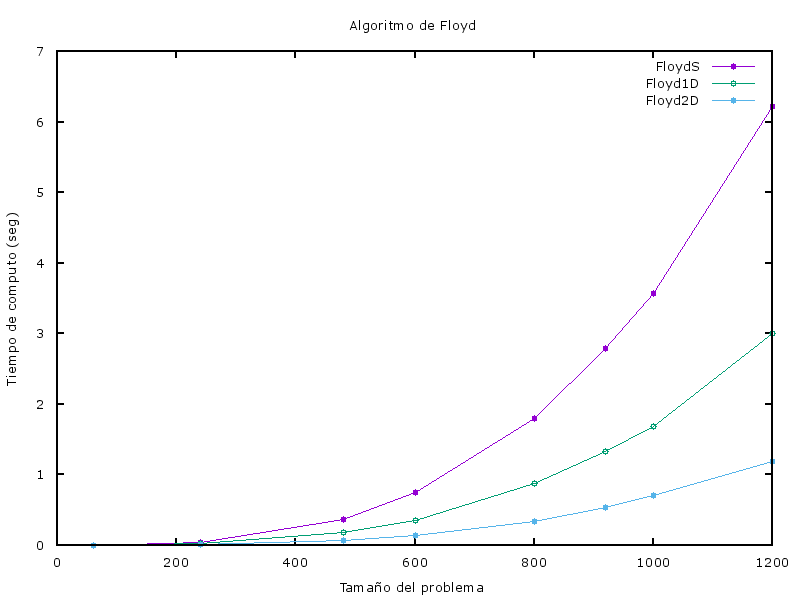 Algoritmo de Floyd
FloydS
Floyd1D
Floyd2D
Tiempo de computo (seg)
7
6
5
4
3
2
1
0
0 200 400 600 800 1000 1200
Tamaño del problema